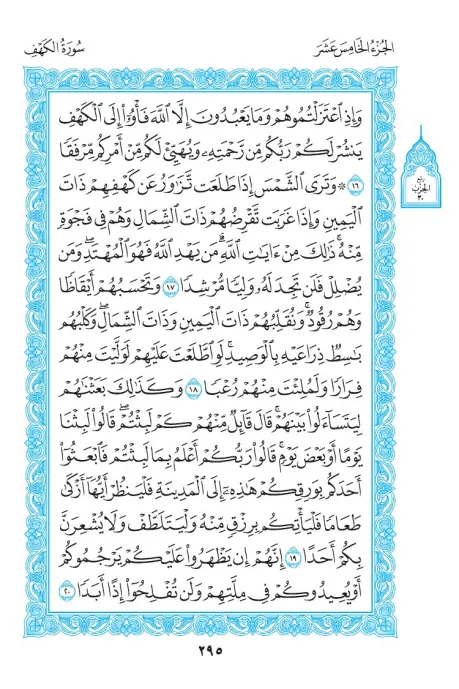 الجُزْءُ الخَامِسَ عَشَرَ
سُورَةُ الكَهْفِ
وَإِذِ ٱعْتَزَلْتُمُوهُمْ وَمَا يَعْبُدُونَ إِلَّا ٱللَّهَ فَأْوُۥٓا۟ إِلَى ٱلْكَهْفِ
يَنشُرْ لَكُمْ رَبُّكُم مِّن رَّحْمَتِهِۦ وَيُهَيِّئْ لَكُم مِّنْ أَمْرِكُم مِّرْفَقًا
١٦ ۞ وَتَرَى ٱلشَّمْسَ إِذَا طَلَعَت تَّزَٰوَرُ عَن كَهْفِهِمْ ذَاتَ
ٱلْيَمِينِ وَإِذَا غَرَبَت تَّقْرِضُهُمْ ذَاتَ ٱلشِّمَالِ وَهُمْ فِى فَجْوَةٍ
مِّنْهُ ۚ ذَٰلِكَ مِنْ ءَايَٰتِ ٱللَّهِ ۗ مَن يَهْدِ ٱللَّهُ فَهُوَ ٱلْمُهْتَدِ ۖ وَمَن
يُضْلِلْ فَلَن تَجِدَ لَهُۥ وَلِيًّا مُّرْشِدًا ١٧ وَتَحْسَبُهُمْ أَيْقَاظًا
وَهُمْ رُقُودٌ ۚ وَنُقَلِّبُهُمْ ذَاتَ ٱلْيَمِينِ وَذَاتَ ٱلشِّمَالِ ۖ وَكَلْبُهُم
بَٰسِطٌ ذِرَاعَيْهِ بِٱلْوَصِيدِ ۚ لَوِ ٱطَّلَعْتَ عَلَيْهِمْ لَوَلَّيْتَ مِنْهُمْ
فِرَارًا وَلَمُلِئْتَ مِنْهُمْ رُعْبًا ١٨ وَكَذَٰلِكَ بَعَثْنَٰهُمْ
لِيَتَسَآءَلُوا۟ بَيْنَهُمْ ۚ قَالَ قَآئِلٌ مِّنْهُمْ كَمْ لَبِثْتُمْ ۖ قَالُوا۟ لَبِثْنَا
يَوْمًا أَوْ بَعْضَ يَوْمٍ ۚ قَالُوا۟ رَبُّكُمْ أَعْلَمُ بِمَا لَبِثْتُمْ فَٱبْعَثُوٓا۟
أَحَدَكُم بِوَرِقِكُمْ هَٰذِهِۦٓ إِلَى ٱلْمَدِينَةِ فَلْيَنظُرْ أَيُّهَآ أَزْكَىٰ
طَعَامًا فَلْيَأْتِكُم بِرِزْقٍ مِّنْهُ وَلْيَتَلَطَّفْ وَلَا يُشْعِرَنَّ
بِكُمْ أَحَدًا ١٩ إِنَّهُمْ إِن يَظْهَرُوا۟ عَلَيْكُمْ يَرْجُمُوكُمْ
أَوْ يُعِيدُوكُمْ فِى مِلَّتِهِمْ وَلَن تُفْلِحُوٓا۟ إِذًا أَبَدًا ٢٠
ربع
الحزب
٣٠
٢٩٥